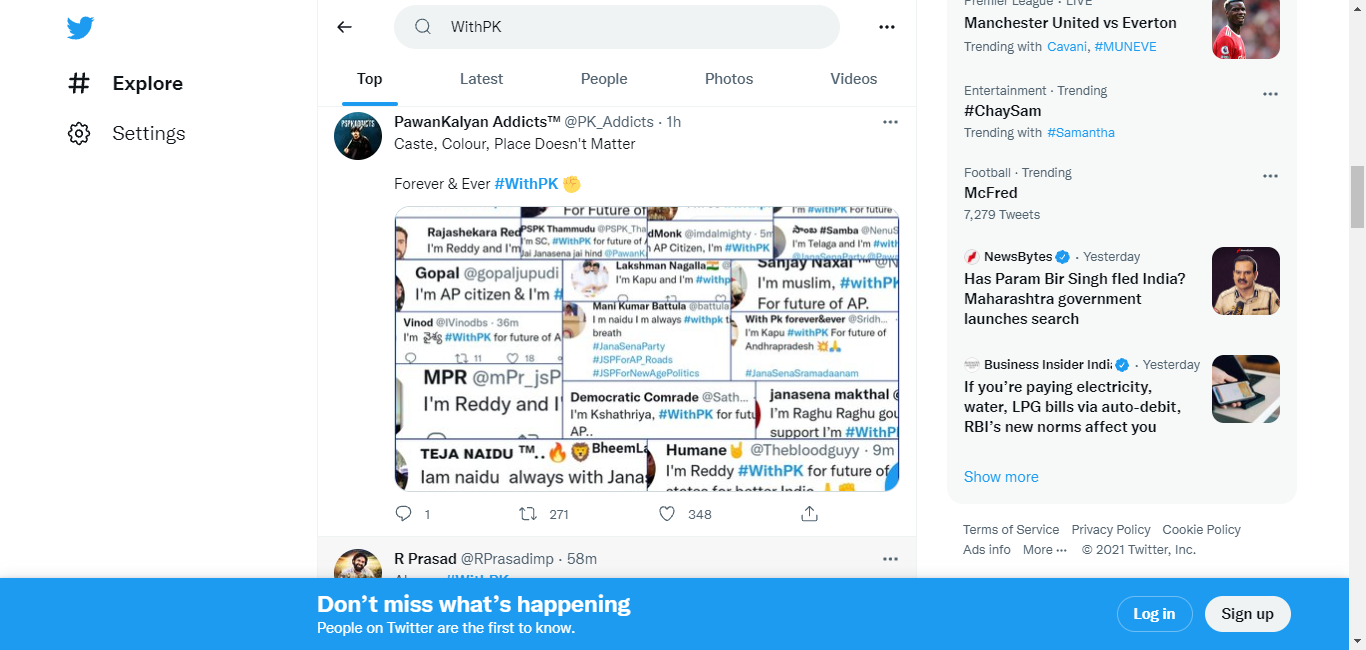 Explore
Settings
WithPK
Top
Latest
People
Photos
Videos
PawanKalyan Addicts™ @PK_Addicts · 1h
Caste, Colour, Place Doesn't Matter
Forever & Ever #WithPK ✊
For Future of
I'm #withPK For future
Rajashekara Red
I'm Reddy and I'm
PSPK Thammudu @PSPK_Tha
I'm SC, #WithPK for future of
Jai Janasena jai hind @PawanK
dMonk @imdalmighty · 5m
AP Citizen, I'm #WithPK
#Samba @NenuS
I'm Telaga and I'm #with
Gopal @gopaljupudi
I'm AP citizen & I'm #
Lakshman Nagalla🇮🇳 @
I'm Kapu and I'm #withp
Sanjay Naxal ™ @N
I'm muslim, #withPK
For future of AP.
Vinod @IVinodbs · 36m
I'm వైశ్య #WithPK for future of A
11
18
Mani Kumar Battula @battula
I m naidu I m always #withpk t
breath
#JanaSenaParty
#JSPForAP_Roads
#JSPForNewAgePolitics
With Pk forever&ever @Sridh...
I'm Kapu #withPK For future of
Andhrapradesh 💥🙏
#JanaSenaSramadaanam
MPR @mPr_jsP
I'm Reddy and I'
Democratic Comrade @Sath...
I'm Kshathriya, #WithPK for futu
AP..
janasena makthal @
I'm Raghu Raghu gou
support I'm #WithPK
TEJA NAIDU ™..🔥🦁BheemLa
Iam naidu always with Janas
Humane🤘 @Thebloodguyy · 9m
I'm Reddy #WithPK for future of
states for better India 🙏✊
1
271
348
R Prasad @RPrasadimp · 58m
#WithPK
Premier League · LIVE
Manchester United vs Everton
Trending with Cavani, #MUNEVE
Entertainment · Trending
#ChaySam
Trending with #Samantha
Football · Trending
McFred
7,279 Tweets
NewsBytes · Yesterday
Has Param Bir Singh fled India?
Maharashtra government
launches search
Business Insider Indi · Yesterday
If you're paying electricity,
water, LPG bills via auto-debit,
RBI's new norms affect you
Show more
Terms of Service Privacy Policy Cookie Policy
Ads info More ··· © 2021 Twitter, Inc.
Don't miss what's happening
People on Twitter are the first to know.
Log in
Sign up